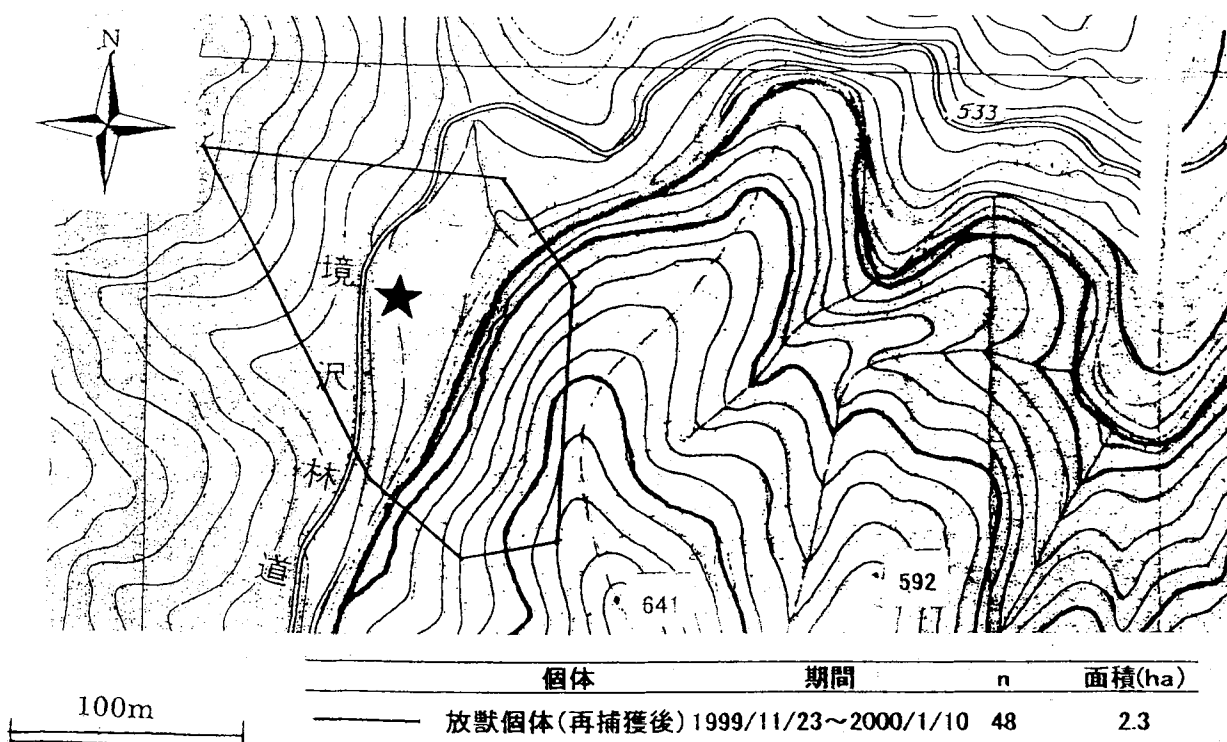 N
533
境
沢
林
道
641
592
100m
個体 期間 n 面積(ha)
放獣個体(再捕獲後) 1999/11/23~2000/1/10 48 2.3